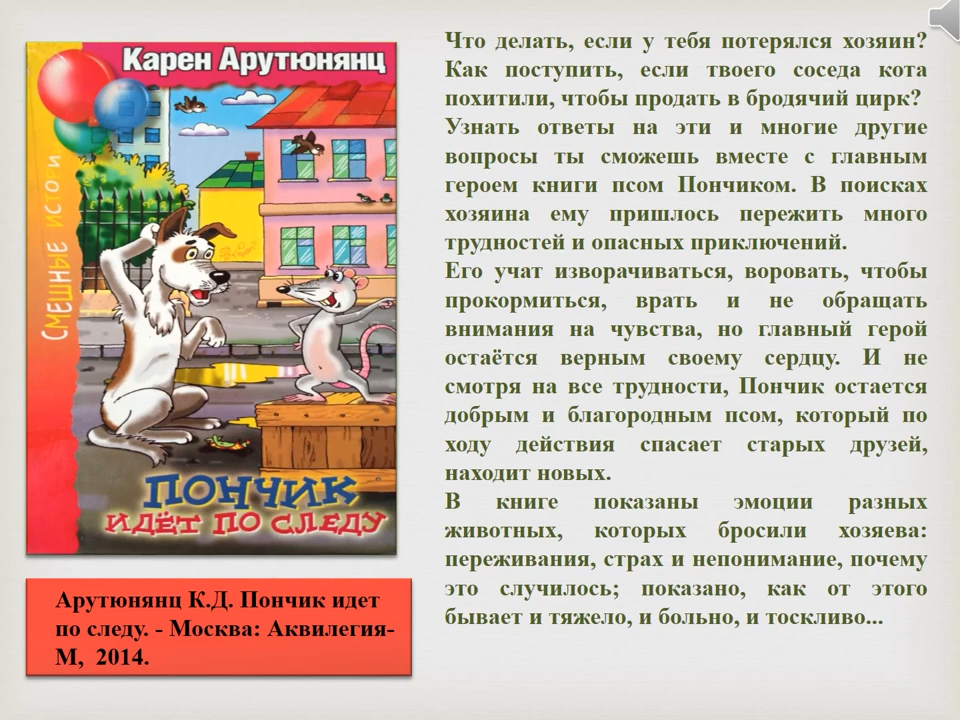 Карен Арутюнянц
Смешные истори и
ПОНЧИК
ИДЁТ ПО СЛЕДУ
Арутюнянц К.Д. Пончик идет
по следу. - Москва: Аквилегия-
М, 2014.
Что делать, если у тебя потерялся хозяин?
Как поступить, если твоего соседа кота
похитили, чтобы продать в бродячий цирк?
Узнать ответы на эти и многие другие
вопросы ты сможешь вместе с главным
героем книги псом Пончиком. В поисках
хозяина ему пришлось пережить много
трудностей и опасных приключений.
Его учат изворачиваться, воровать, чтобы
прокормиться, врать и не обращать
внимания на чувства, но главный герой
остаётся верным своему сердцу. И не
смотря на все трудности, Пончик остается
добрым и благородным псом, который по
ходу действия спасает старых друзей,
находит новых.
В книге показаны эмоции разных
животных, которых бросили хозяева:
переживания, страх и непонимание, почему
это случилось; показано, как от этого
бывает и тяжело, и больно, и тоскливо...